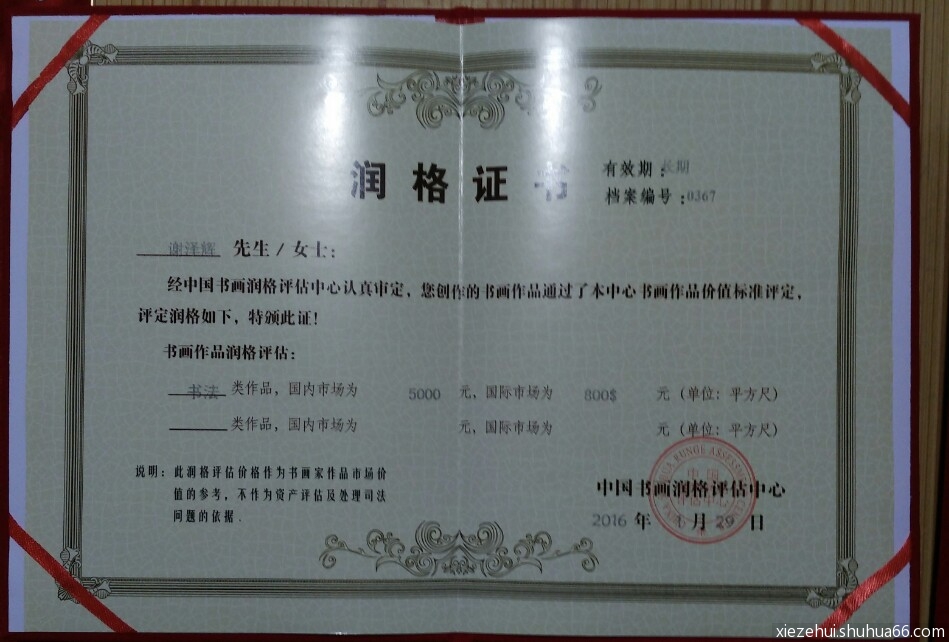 润格证书
有效期：长期
档案编号：0367
谢泽辉 先生/女士：
经中国书画润格评估中心认真审定，您创作的书画作品通过了本中心书画作品价值标准评定，
评定润格如下，特颁此证！
书画作品润格评估：
书法 类作品，国内市场为 5000 元，国际市场为 800$ 元（单位：平方尺）
类作品，国内市场为 元，国际市场为 元（单位：平方尺）
说明：此润格评估价格作为书画家作品市场价
值的参考，不作为资产评估及处理司法
问题的依据．
中国书画润格评估中心
2016 年 月 29 日
xiezehui.shuhua66.com